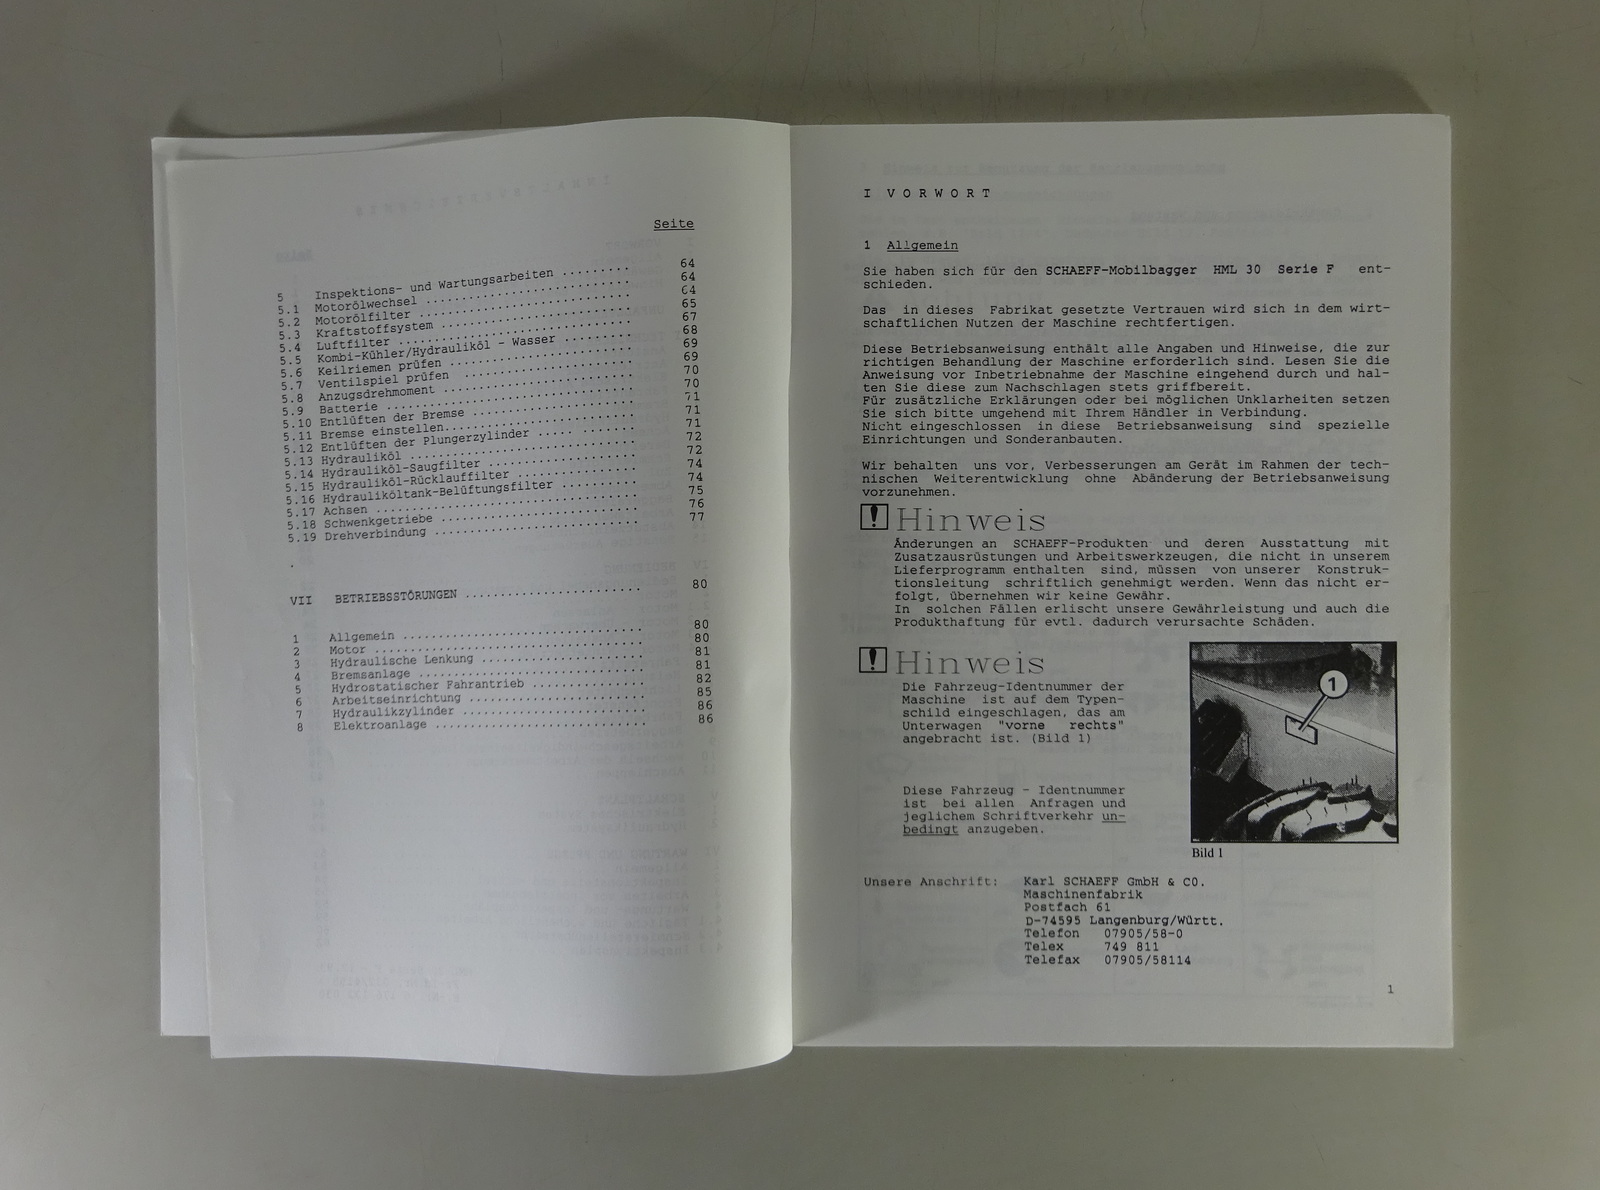 Seite
5 Inspektions- und Wartungsarbeiten ......... 64
5.1 Motorölwechsel .......................... 64
5.2 Motorölfilter ........................... 64
5.3 Kraftstoffsystem ........................ 65
5.4 Luftfilter .............................. 67
5.5 Kombi-Kühler/Hydrauliköl - Wasser ......... 68
5.6 Keilriemen prüfen ....................... 69
5.7 Ventilspiel prüfen ...................... 69
5.8 Anzugsdrehmoment ........................ 70
5.9 Batterie ................................ 70
5.10 Entlüften der Bremse .................... 71
5.11 Bremse einstellen........................ 71
5.12 Entlüften der Plungerzylinder ..... ....... 71
5.13 Hydrauliköl ............................. 72
5.14 Hydrauliköl-Saugfilter .................. 72
5.15 Hydrauliköl-Rücklauffilter .............. 74
5.16 Hydrauliköltank-Belüftungsfilter .......... 74
5.17 Achsen .................................. 75
5.18 Schwenkgetriebe ......................... 76
5.19 Drehverbindung .......................... 77
VII BETRIEBSSTÖRUNGEN ....................... 80
1 Allgemein ............................... 80
2 Motor ................................... 80
3 Hydraulische Lenkung .................... 81
4 Bremsanlage ............................. 81
5 Hydrostatischer Fahrantrieb .............. 82
6 Arbeitseinrichtung ...................... 85
7 Hydraulikzylinder ....................... 86
8 Elektroanlage ........................... 86
I VORWORT
1 Allgemein
Sie haben sich für den SCHAEFF-Mobilbagger HML 30 Serie F ent-
schieden.
Das in dieses Fabrikat gesetzte Vertrauen wird sich in dem wirt-
schaftlichen Nutzen der Maschine rechtfertigen.
Diese Betriebsanweisung enthält alle Angaben und Hinweise, die zur
richtigen Behandlung der Maschine erforderlich sind. Lesen Sie die
Anweisung vor Inbetriebnahme der Maschine eingehend durch und hal-
ten Sie diese zum Nachschlagen stets griffbereit.
Für zusätzliche Erklärungen oder bei möglichen Unklarheiten setzen
Sie sich bitte umgehend mit Ihrem Händler in Verbindung.
Nicht eingeschlossen in diese Betriebsanweisung sind spezielle
Einrichtungen und Sonderanbauten.
Wir behalten uns vor, Verbesserungen am Gerät im Rahmen der tech-
nischen Weiterentwicklung ohne Abänderung der Betriebsanweisung
vorzunehmen.
! Hinweis
Änderungen an SCHAEFF-Produkten und deren Ausstattung mit
Zusatzausrüstungen und Arbeitswerkzeugen, die nicht in unserem
Lieferprogramm enthalten sind, müssen von unserer Konstruk-
tionsleitung schriftlich genehmigt werden. Wenn das nicht er-
folgt, übernehmen wir keine Gewähr.
In solchen Fällen erlischt unsere Gewährleistung und auch die
Produkthaftung für evtl. dadurch verursachte Schäden.
! Hinweis
Die Fahrzeug-Identnummer der
Maschine ist auf dem Typen-
schild eingeschlagen, das am
Unterwagen "vorne rechts"
angebracht ist. (Bild 1)
Diese Fahrzeug - Identnummer
ist bei allen Anfragen und
jeglichem Schriftverkehr un-
bedingt anzugeben.
1
Bild 1
Unsere Anschrift: Karl SCHAEFF GmbH & CO.
Maschinenfabrik
Postfach 61
D-74595 Langenburg/Württ.
Telefon 07905/58-0
Telex 749 811
Telefax 07905/58114
1